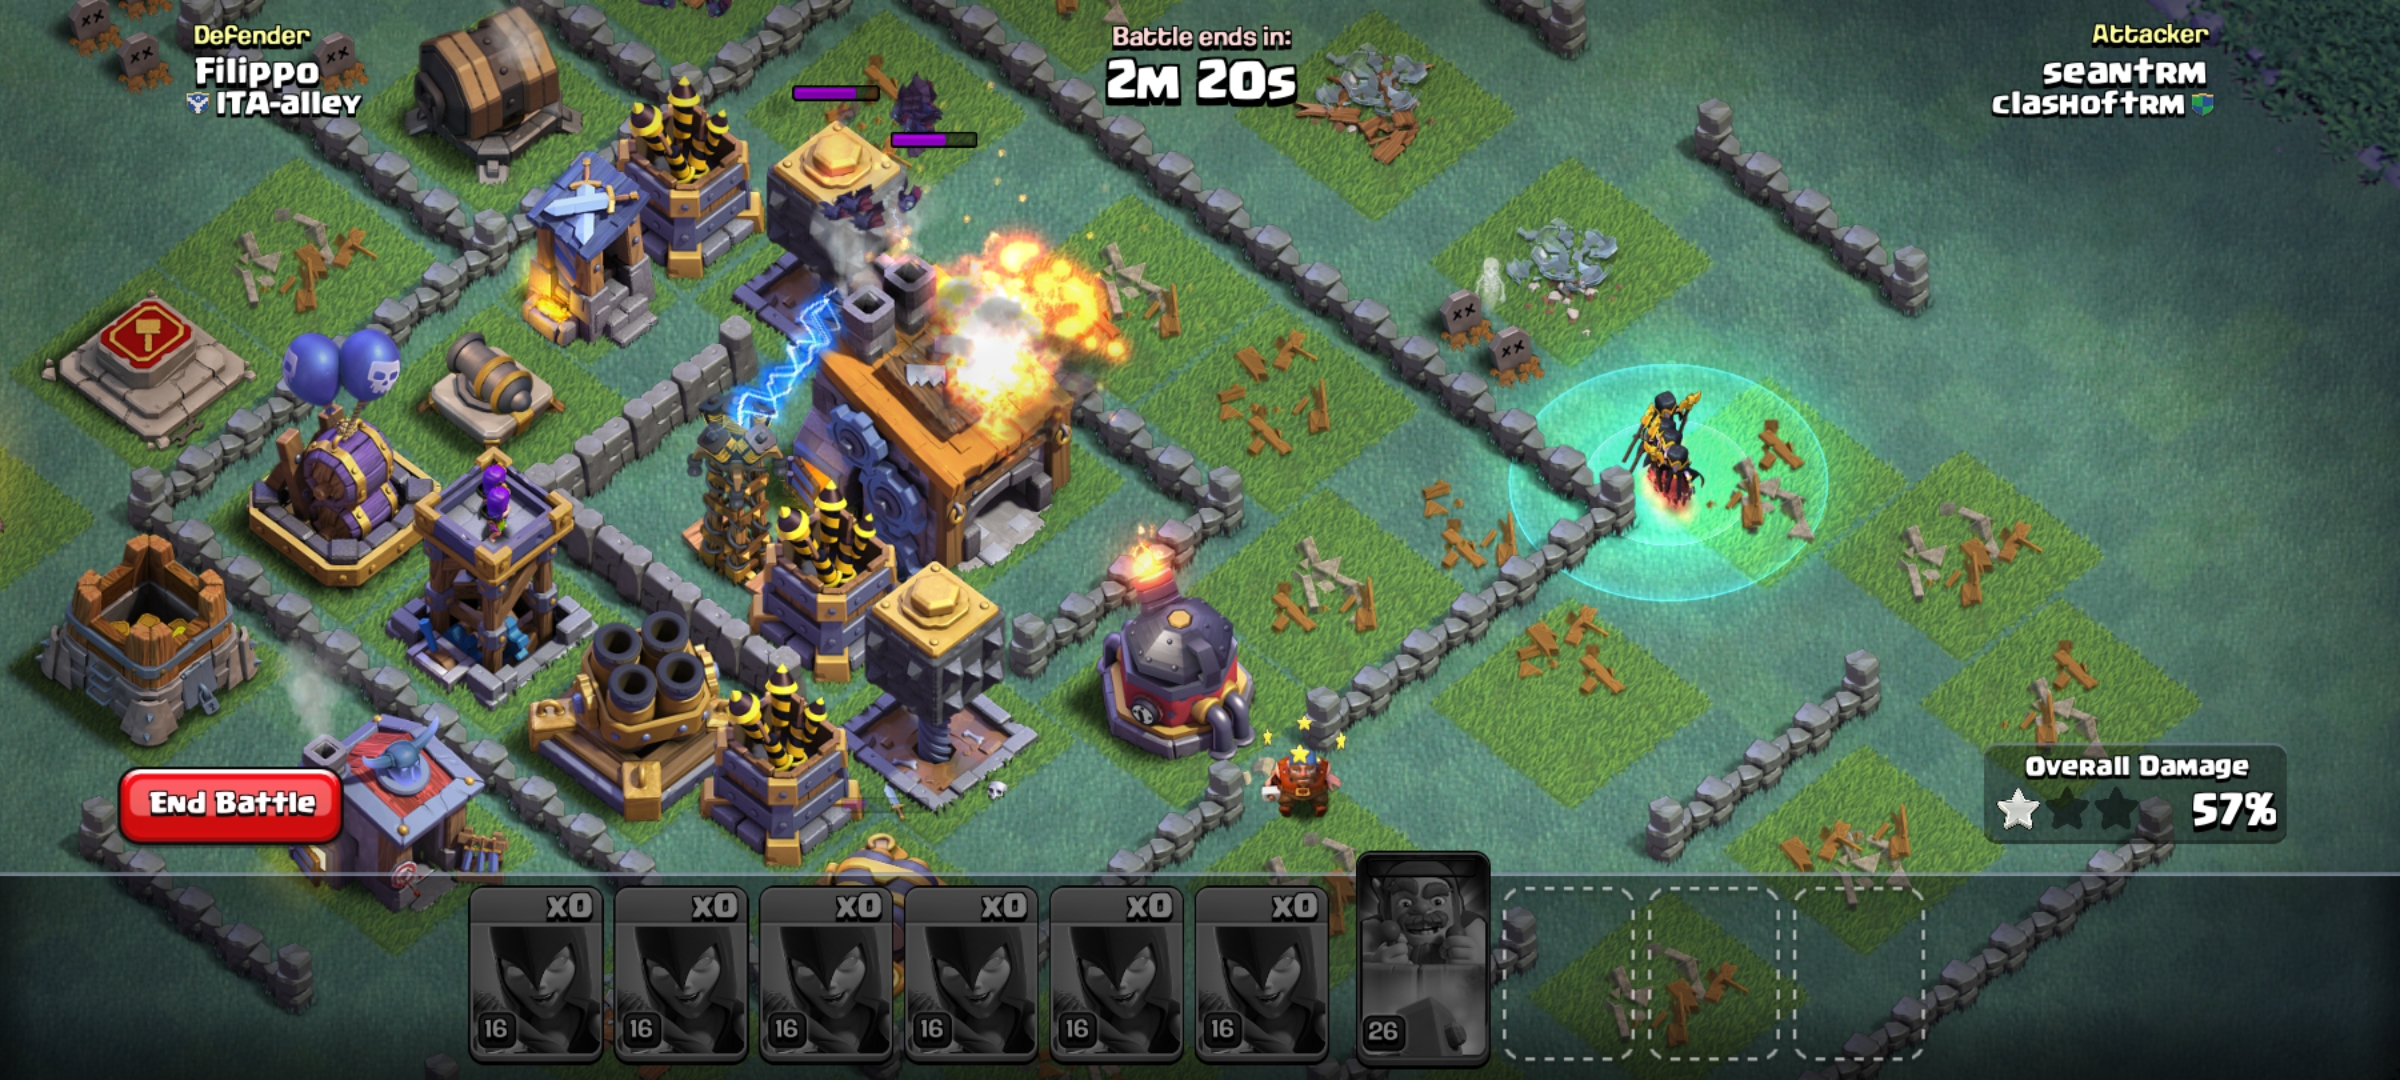 Defender
Filippo
ITA-alley
Battle ends in:
2M 20s
Attacker
seantRM
clashoftRM
End Battle
Overall Damage
57%
x0
x0
x0
x0
x0
x0
16
16
16
16
16
16
26